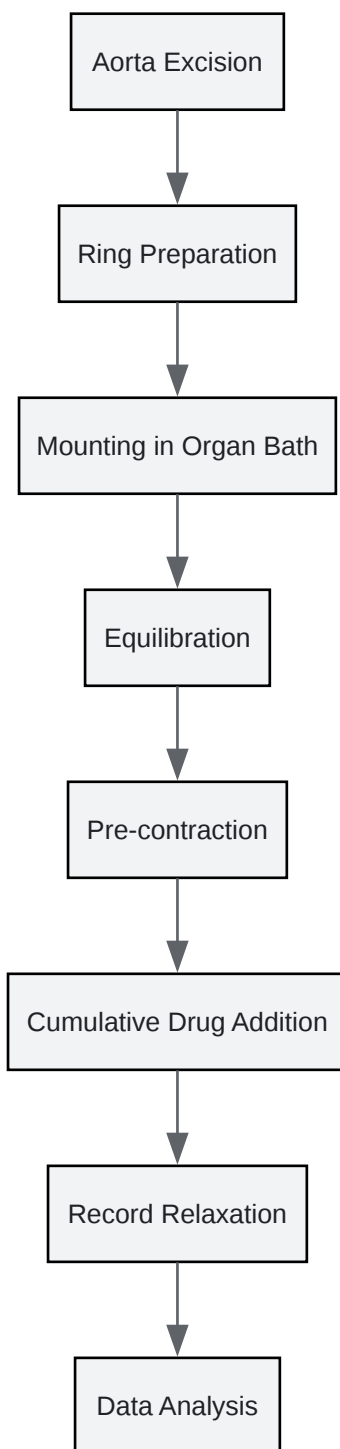 Aorta Excision
Ring Preparation
Mounting in Organ Bath
Equilibration
Pre-contraction
Cumulative Drug Addition
Record Relaxation
Data Analysis